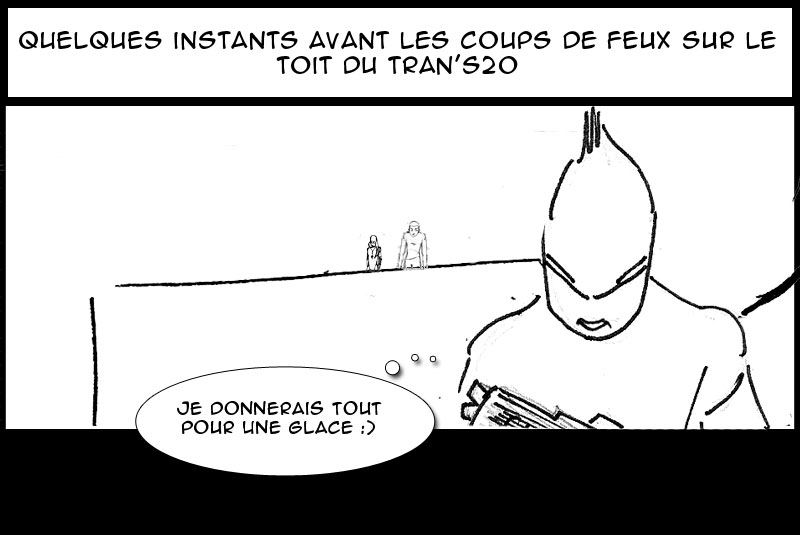 QUELQUES INSTANTS AVANT LES COUPS DE FEUX SUR LE
TOIT DU TRAN'S20
JE DONNERAIS TOUT
POUR UNE GLACE :)